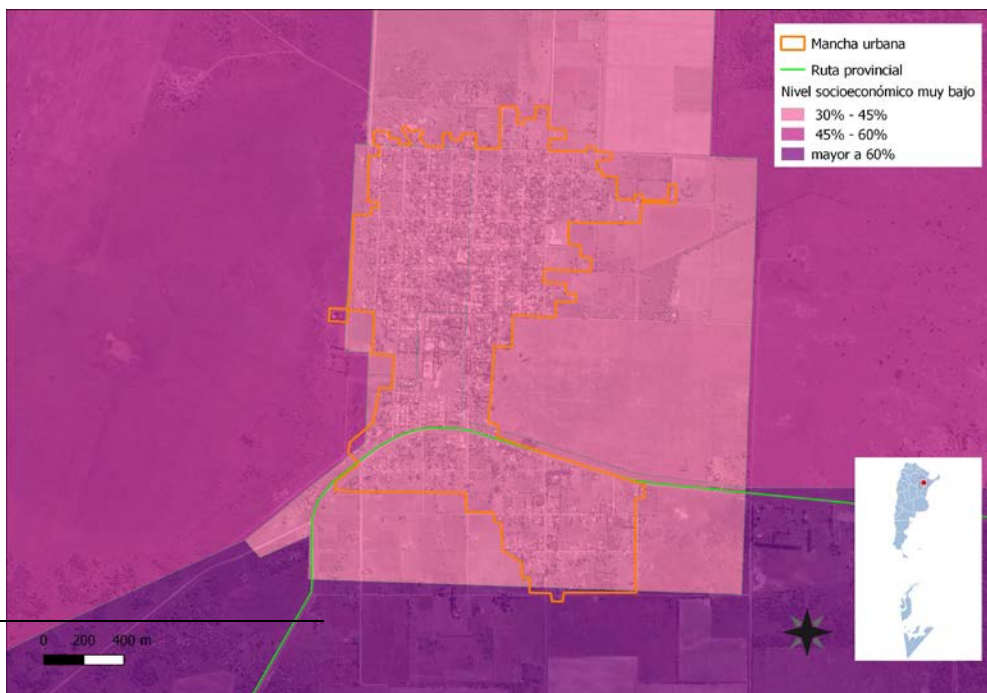 Mancha urbana
Ruta provincial
Nivel socioeconómico muy bajo
30% - 45%
45% - 60%
mayor a 60%
0 200 400 m